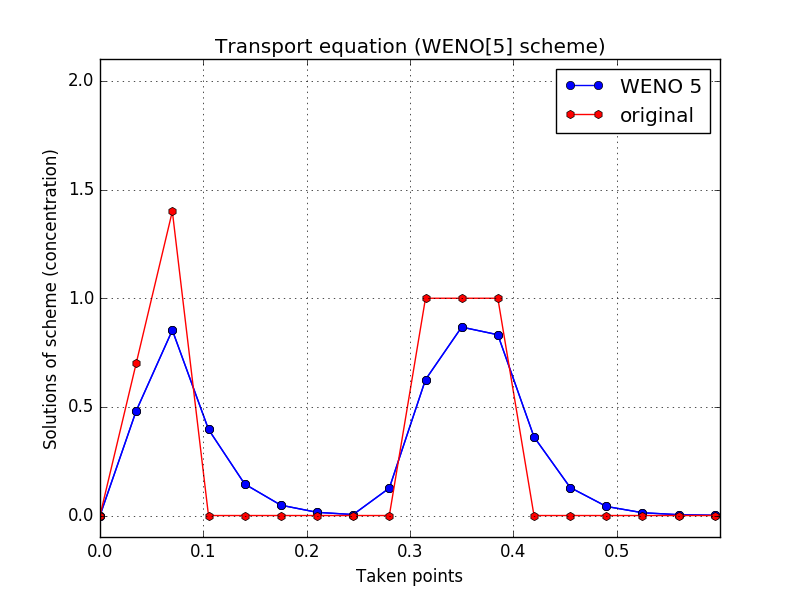 Transport equation (WENO[5] scheme)
WENO 5
original
2.0
1.5
1.0
0.5
0.0
Solutions of scheme (concentration)
0.0 0.1 0.2 0.3 0.4 0.5
Taken points